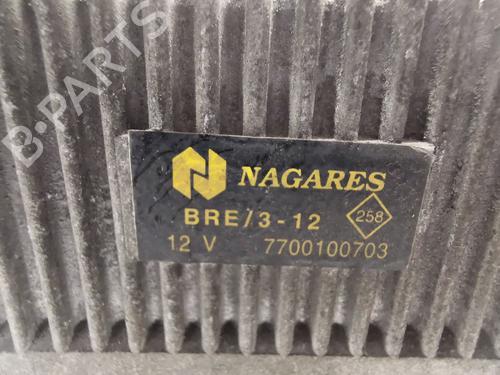 B-PARTS
N NAGARES
BRE/3-12 258
12 V 7700100703